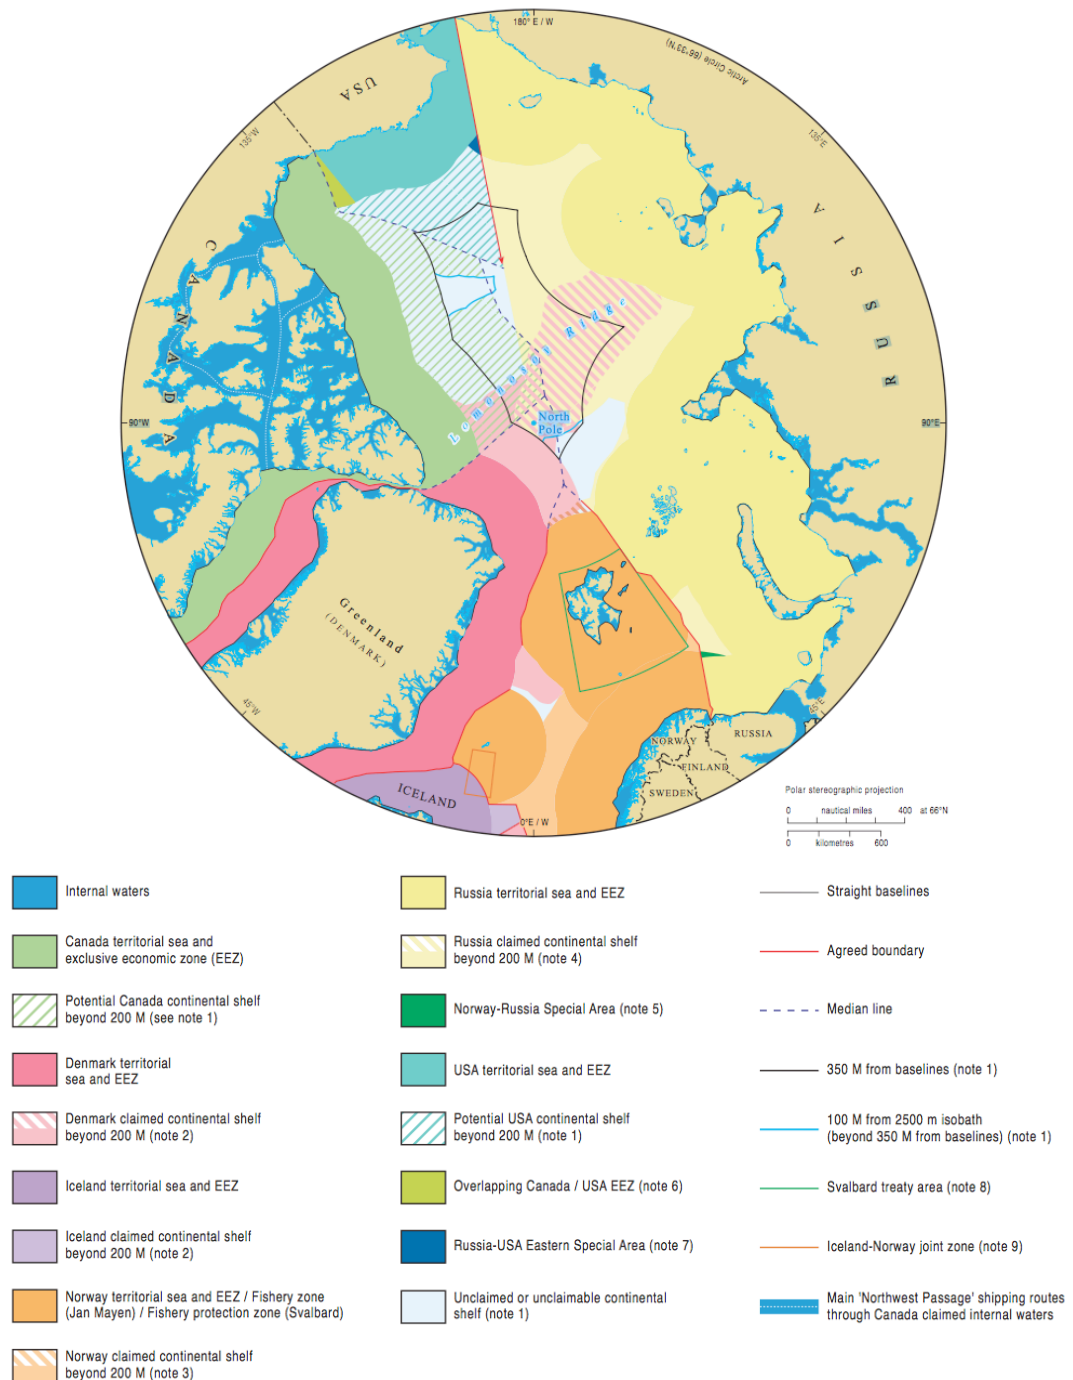 180° E / W
Arctic Circle (66°33'N)
USA
135°W
135°E
CANADA
RUSSIA
Lomonosov Ridge
North
Pole
90°W
90°E
Greenland
(DENMARK)
45°W
45°E
NORWAY
RUSSIA
FINLAND
SWEDEN
ICELAND
0°E / W
Polar stereographic projection
0 nautical miles 400 at 66°N
0 kilometres 600
Internal waters
Canada territorial sea and
exclusive economic zone (EEZ)
Potential Canada continental shelf
beyond 200 M (see note 1)
Denmark territorial
sea and EEZ
Denmark claimed continental shelf
beyond 200 M (note 2)
Iceland territorial sea and EEZ
Iceland claimed continental shelf
beyond 200 M (note 2)
Norway territorial sea and EEZ / Fishery zone
(Jan Mayen) / Fishery protection zone (Svalbard)
Norway claimed continental shelf
beyond 200 M (note 3)
Russia territorial sea and EEZ
Russia claimed continental shelf
beyond 200 M (note 4)
Norway-Russia Special Area (note 5)
USA territorial sea and EEZ
Potential USA continental shelf
beyond 200 M (note 1)
Overlapping Canada / USA EEZ (note 6)
Russia-USA Eastern Special Area (note 7)
Unclaimed or unclaimable continental
shelf (note 1)
Straight baselines
Agreed boundary
Median line
350 M from baselines (note 1)
100 M from 2500 m isobath
(beyond 350 M from baselines) (note 1)
Svalbard treaty area (note 8)
Iceland-Norway joint zone (note 9)
Main 'Northwest Passage' shipping routes
through Canada claimed internal waters